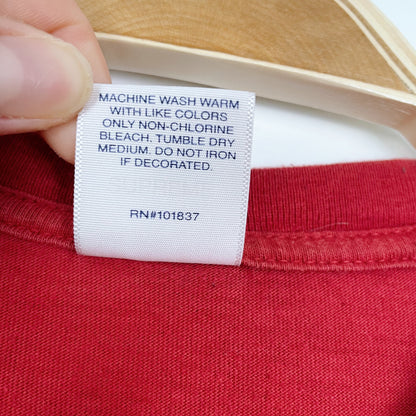 MACHINE WASH WARM
WITH LIKE COLORS
ONLY NON-CHLORINE
BLEACH. TUMBLE DRY
MEDIUM. DO NOT IRON
IF DECORATED.
RN#101837